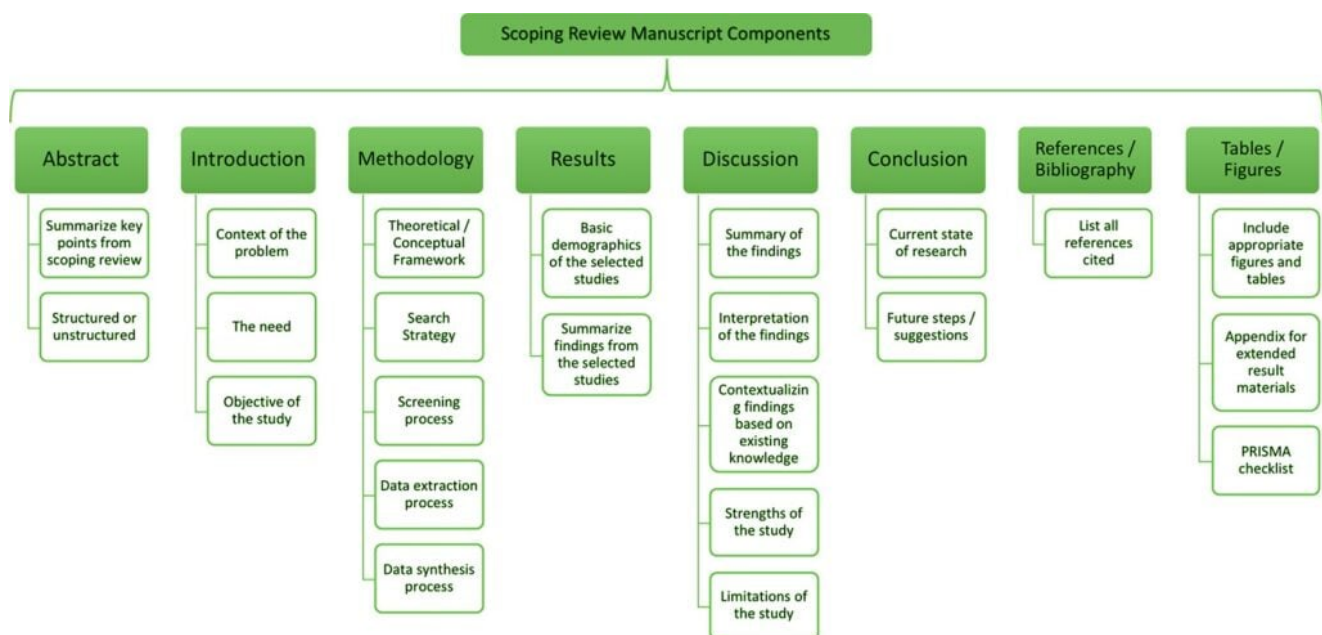 Scoping Review Manuscript Components
Abstract
Summarize key
points from
scoping review
Structured or
unstructured
Introduction
Context of the
problem
The need
Objective of
the study
Methodology
Theoretical /
Conceptual
Framework
Search
Strategy
Screening
process
Data extraction
process
Data synthesis
process
Results
Basic
demographics
of the selected
studies
Summarize
findings from
the selected
studies
Discussion
Summary of
the findings
Interpretation
of the findings
Contextualizin
g findings
based on
existing
knowledge
Strengths of
the study
Limitations of
the study
Conclusion
Current state
of research
Future steps /
suggestions
References /
Bibliography
List all
references
cited
Tables /
Figures
Include
appropriate
figures and
tables
Appendix for
extended
result
materials
PRISMA
checklist